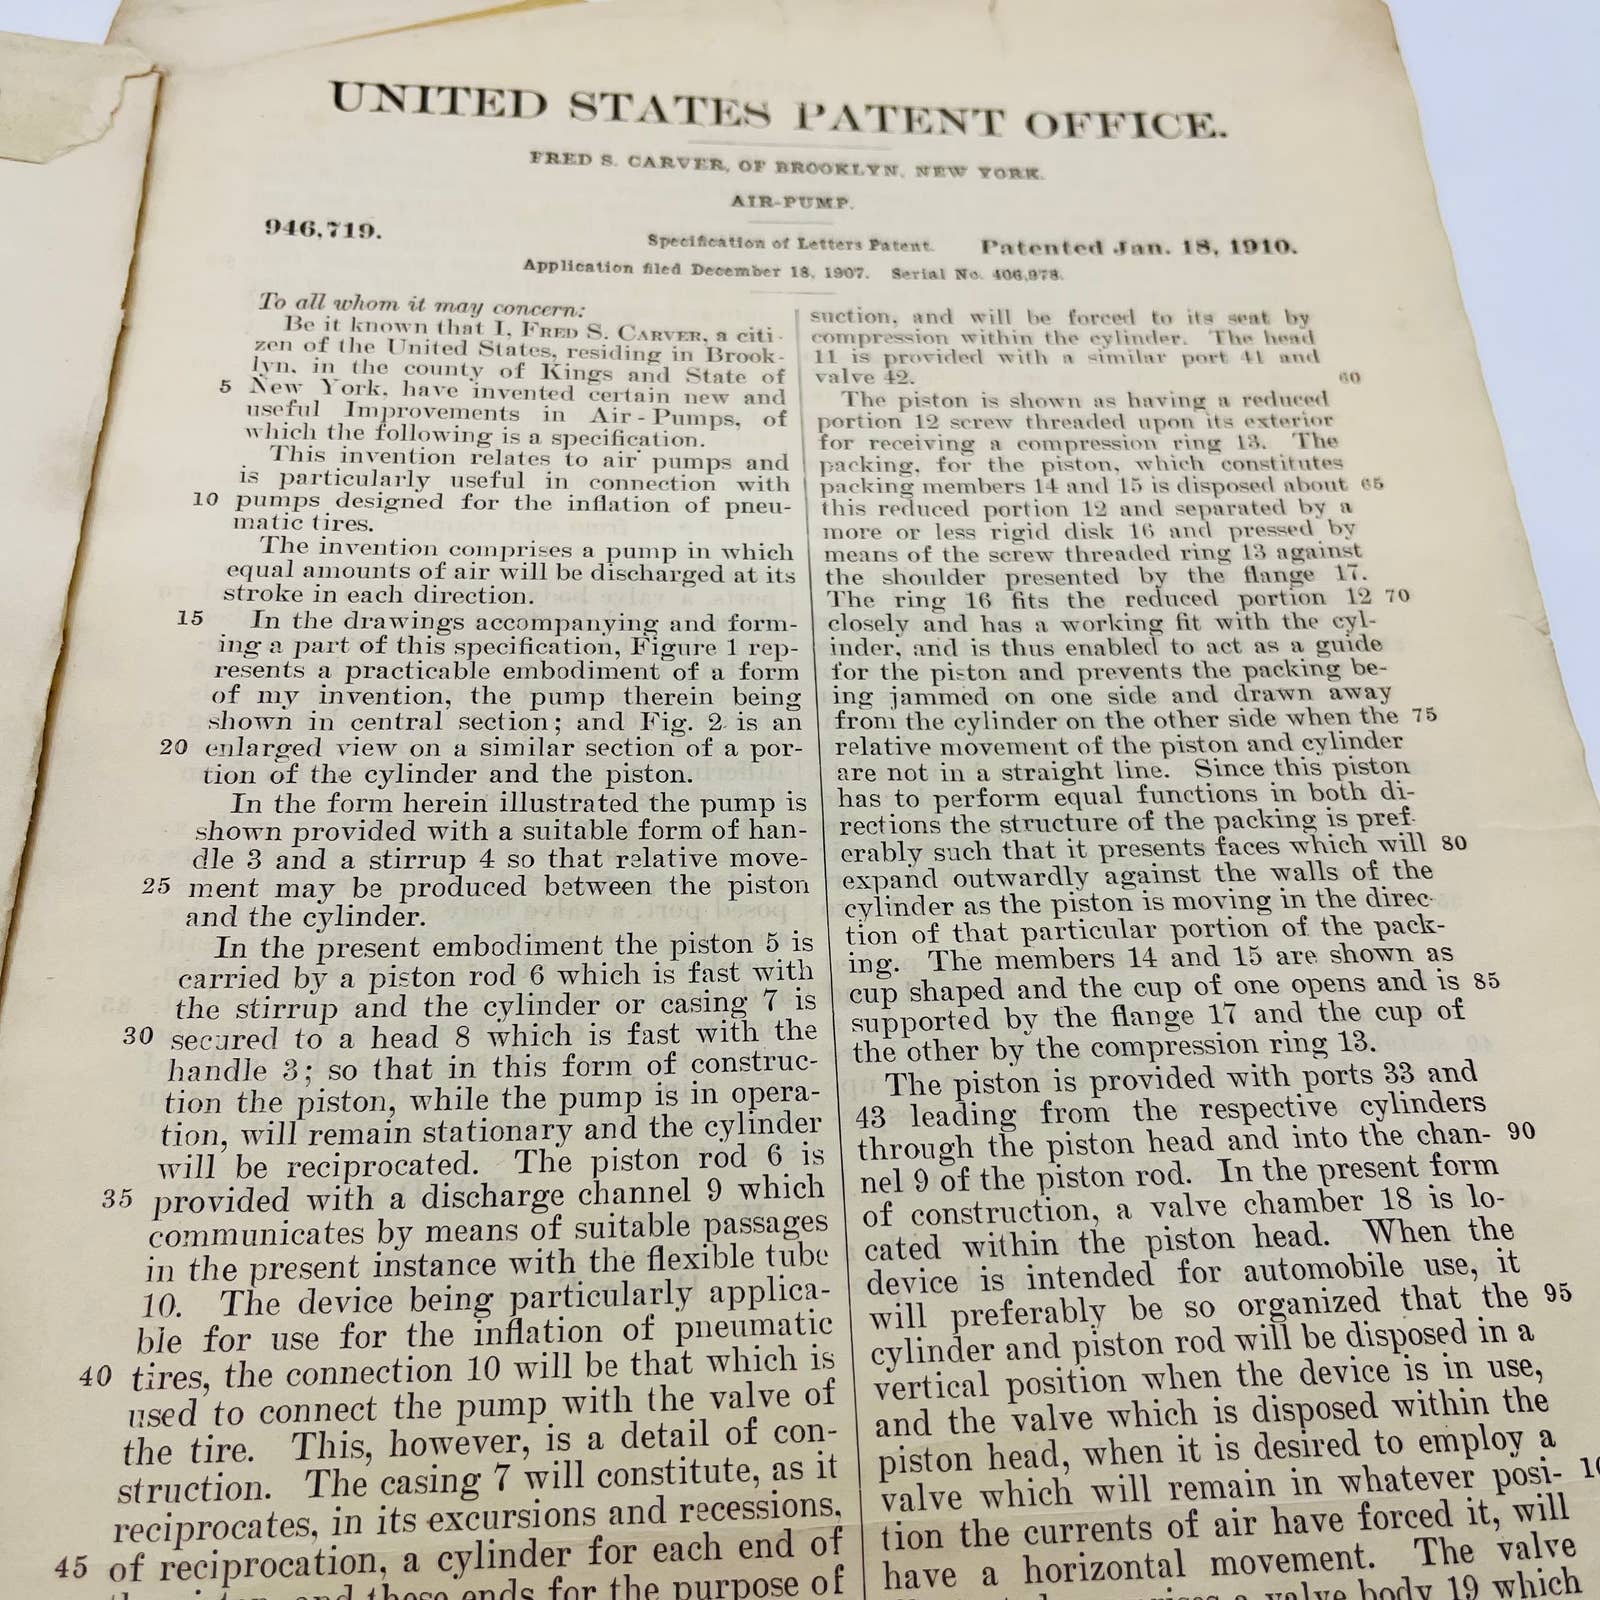 UNITED STATES PATENT OFFICE.
FRED S. CARVER, OF BROOKLYN, NEW YORK.
AIR-PUMP.
946,719.
Specification of Letters Patent.
Patented Jan. 18, 1910.
Application filed December 18, 1907. Serial No. 406,978.
To all whom it may concern:
Be it known that I, FRED S. CARVER, a citi-
zen of the United States, residing in Brook-
lyn, in the county of Kings and State of
5 New York, have invented certain new and
useful Improvements in Air-Pumps, of
which the following is a specification.
This invention relates to air pumps and
is particularly useful in connection with
10 pumps designed for the inflation of pneu-
matic tires.
The invention comprises a pump in which
equal amounts of air will be discharged at its
stroke in each direction.
15 In the drawings accompanying and form-
ing a part of this specification, Figure 1 rep-
resents a practicable embodiment of a form
of my invention, the pump therein being
shown in central section; and Fig. 2 is an
20 enlarged view on a similar section of a por-
tion of the cylinder and the piston.
In the form herein illustrated the pump is
shown provided with a suitable form of han-
dle 3 and a stirrup 4 so that relative move-
25 ment may be produced between the piston
and the cylinder.
In the present embodiment the piston 5 is
carried by a piston rod 6 which is fast with
the stirrup and the cylinder or casing 7 is
30 secured to a head 8 which is fast with the
handle 3; so that in this form of construc-
tion the piston, while the pump is in opera-
tion, will remain stationary and the cylinder
will be reciprocated. The piston rod 6 is
35 provided with a discharge channel 9 which
communicates by means of suitable passages
in the present instance with the flexible tube
10. The device being particularly applica-
ble for use for the inflation of pneumatic
40 tires, the connection 10 will be that which is
used to connect the pump with the valve of
the tire. This, however, is a detail of con-
struction. The casing 7 will constitute, as it
reciprocates, in its excursions and recessions,
45 of reciprocation, a cylinder for each end of
and these ends for the purpose of
suction, and will be forced to its seat by
compression within the cylinder. The head
11 is provided with a similar port 41 and
valve 42. 60
The piston is shown as having a reduced
portion 12 screw threaded upon its exterior
for receiving a compression ring 13. The
packing, for the piston, which constitutes
packing members 14 and 15 is disposed about 65
this reduced portion 12 and separated by a
more or less rigid disk 16 and pressed by
means of the screw threaded ring 13 against
the shoulder presented by the flange 17.
The ring 16 fits the reduced portion 12 70
closely and has a working fit with the cyl-
inder, and is thus enabled to act as a guide
for the piston and prevents the packing be-
ing jammed on one side and drawn away
from the cylinder on the other side when the 75
relative movement of the piston and cylinder
are not in a straight line. Since this piston
has to perform equal functions in both di-
rections the structure of the packing is pref-
erably such that it presents faces which will 80
expand outwardly against the walls of the
cylinder as the piston is moving in the direc-
tion of that particular portion of the pack-
ing. The members 14 and 15 are shown as
cup shaped and the cup of one opens and is 85
supported by the flange 17 and the cup of
the other by the compression ring 13.
The piston is provided with ports 33 and
43 leading from the respective cylinders
through the piston head and into the chan- 90
nel 9 of the piston rod. In the present form
of construction, a valve chamber 18 is lo-
cated within the piston head. When the
device is intended for automobile use, it
will preferably be so organized that the 95
cylinder and piston rod will be disposed in a
vertical position when the device is in use,
and the valve which is disposed within the
piston head, when it is desired to employ a
valve which will remain in whatever posi- 10
tion the currents of air have forced it, will
have a horizontal movement. The valve
a valve body 19 which